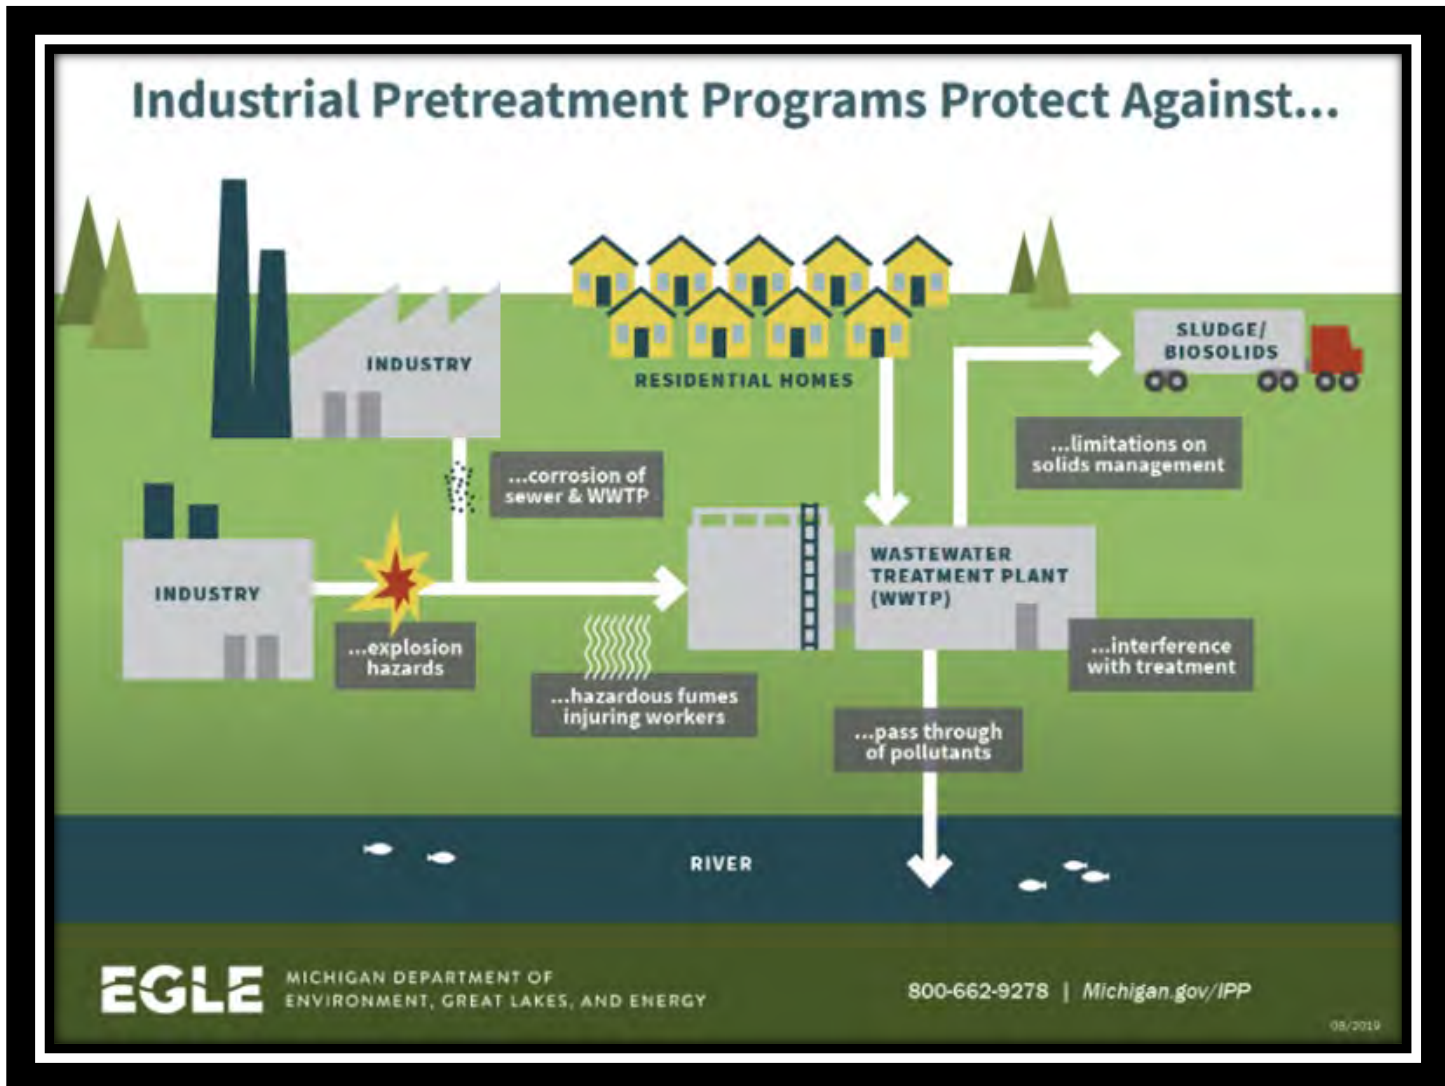 Industrial Pretreatment Programs Protect Against...
INDUSTRY
RESIDENTIAL HOMES
SLUDGE/
BIOSOLIDS
...limitations on
solids management
...corrosion of
sewer & WWTP
INDUSTRY
WASTEWATER
TREATMENT PLANT
(WWTP)
...explosion
hazards
...interference
with treatment
...hazardous fumes
injuring workers
...pass through
of pollutants
RIVER
EGLE
MICHIGAN DEPARTMENT OF
ENVIRONMENT, GREAT LAKES, AND ENERGY
800-662-9278 | Michigan.gov/IPP
08/2019